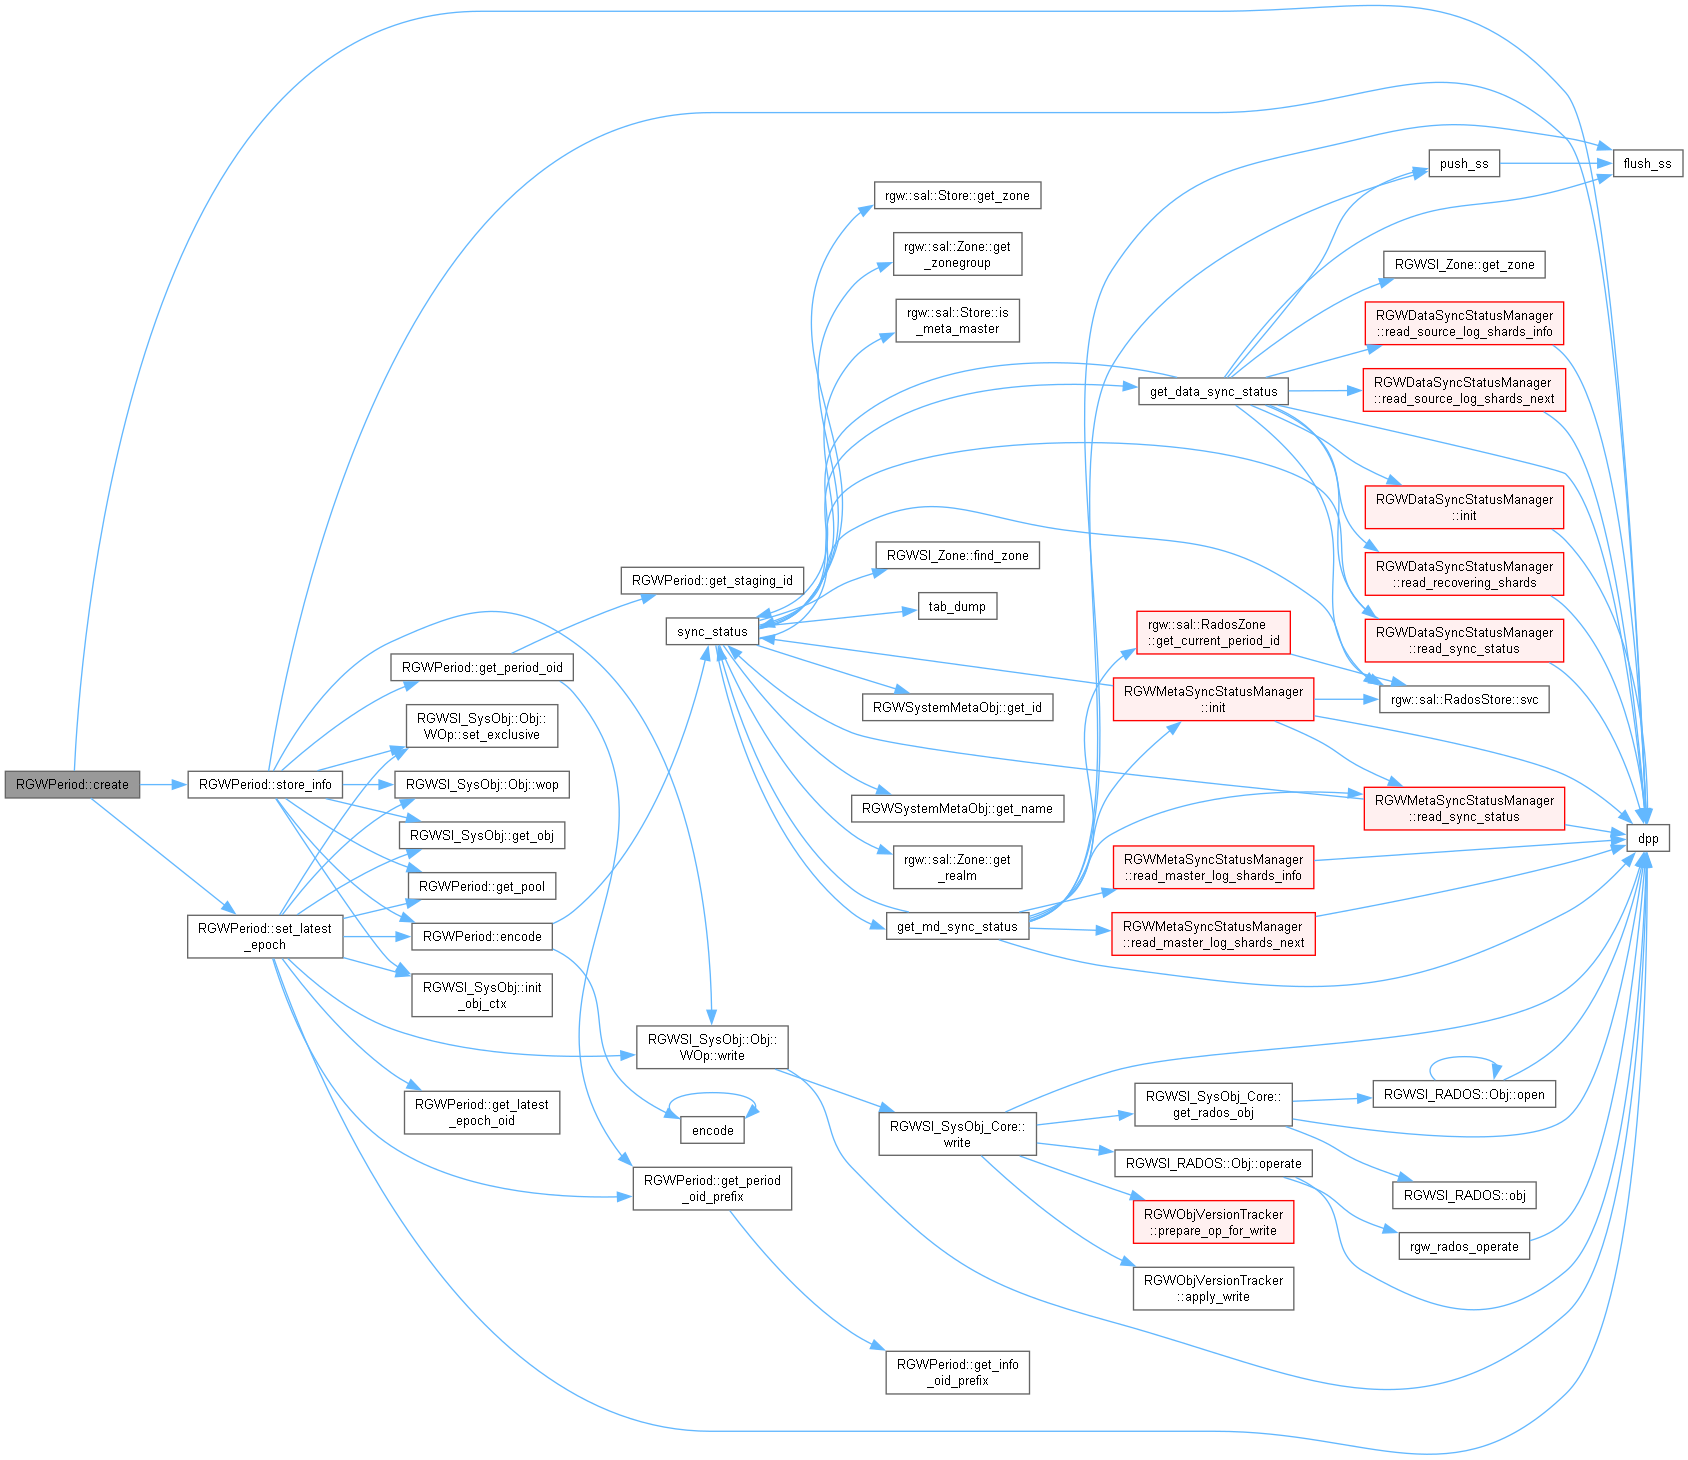 RGWPeriod::create
RGWPeriod::store_info
RGWPeriod::set_latest
_epoch
RGWPeriod::get_period_oid
RGWSI_SysObj::Obj::
WOp::set_exclusive
RGWSI_SysObj::Obj::wop
RGWSI_SysObj::get_obj
RGWPeriod::get_pool
RGWPeriod::encode
RGWSI_SysObj::init
_obj_ctx
RGWPeriod::get_latest
_epoch_oid
RGWPeriod::get_staging_id
sync_status
RGWSI_SysObj::Obj::
WOp::write
encode
RGWPeriod::get_period
_oid_prefix
rgw::sal::Store::get_zone
rgw::sal::Zone::get
_zonegroup
rgw::sal::Store::is
_meta_master
RGWSI_Zone::find_zone
tab_dump
RGWSystemMetaObj::get_id
RGWSystemMetaObj::get_name
rgw::sal::Zone::get
_realm
get_md_sync_status
RGWSI_SysObj_Core::
write
RGWPeriod::get_info
_oid_prefix
get_data_sync_status
rgw::sal::RadosZone
::get_current_period_id
RGWMetaSyncStatusManager
::init
RGWMetaSyncStatusManager
::read_master_log_shards_info
RGWMetaSyncStatusManager
::read_master_log_shards_next
RGWSI_SysObj_Core::
get_rados_obj
RGWSI_RADOS::Obj::operate
RGWObjVersionTracker
::prepare_op_for_write
RGWObjVersionTracker
::apply_write
push_ss
RGWSI_Zone::get_zone
RGWDataSyncStatusManager
::read_source_log_shards_info
RGWDataSyncStatusManager
::read_source_log_shards_next
RGWDataSyncStatusManager
::init
RGWDataSyncStatusManager
::read_recovering_shards
RGWDataSyncStatusManager
::read_sync_status
rgw::sal::RadosStore::svc
RGWMetaSyncStatusManager
::read_sync_status
RGWSI_RADOS::Obj::open
RGWSI_RADOS::obj
rgw_rados_operate
flush_ss
dpp